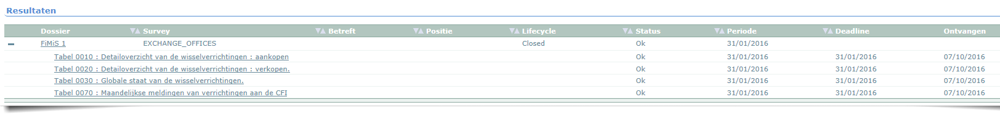 Resultaten
Dossier Survey Betreft Positie Lifecycle Status Periode Deadline Ontvangen
FiMiS 1 EXCHANGE_OFFICES Closed Ok 31/01/2016
Tabel 0010 : Detailoverzicht van de wisselverrichtingen : aankopen Ok 31/01/2016 31/01/2016 07/10/2016
Tabel 0020 : Detailoverzicht van de wisselverrichtingen : verkopen. Ok 31/01/2016 31/01/2016 07/10/2016
Tabel 0030 : Globale staat van de wisselverrichtingen. Ok 31/01/2016 31/01/2016 07/10/2016
Tabel 0070 : Maandelijkse meldingen van verrichtingen aan de CFI Ok 31/01/2016 31/01/2016 07/10/2016